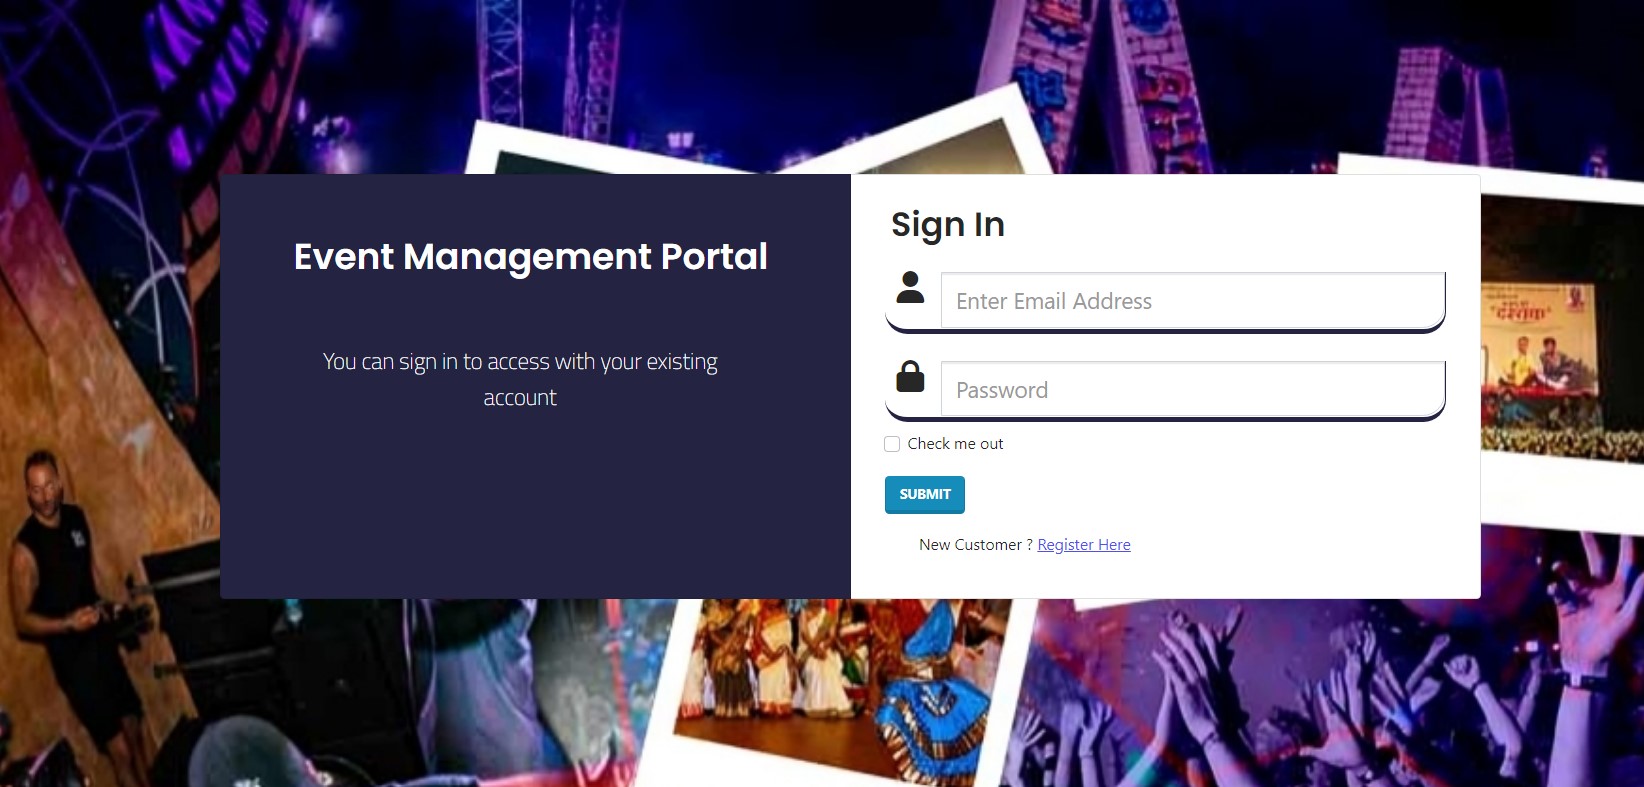 Event Management Portal
You can sign in to access with your existing
account
Sign In
Enter Email Address
Password
Check me out
SUBMIT
New Customer ? Register Here